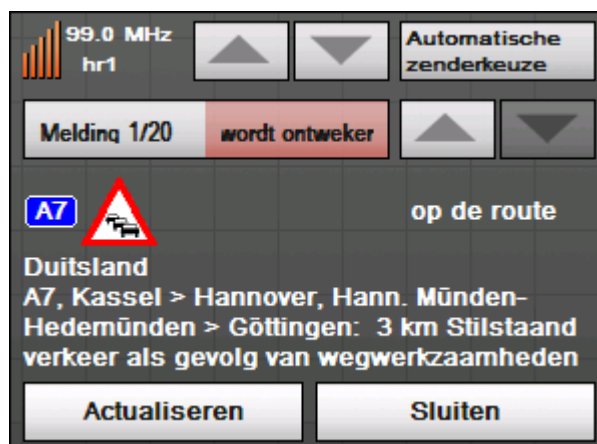 99.0 MHz
hr1
Automatische
zenderkeuze
Melding 1/20
wordt ontweker
A7
op de route
Duitsland
A7, Kassel > Hannover, Hann. Münden-
Hedemünden > Göttingen: 3 km Stilstaand
verkeer als gevolg van wegwerkzaamheden
Actualiseren
Sluiten